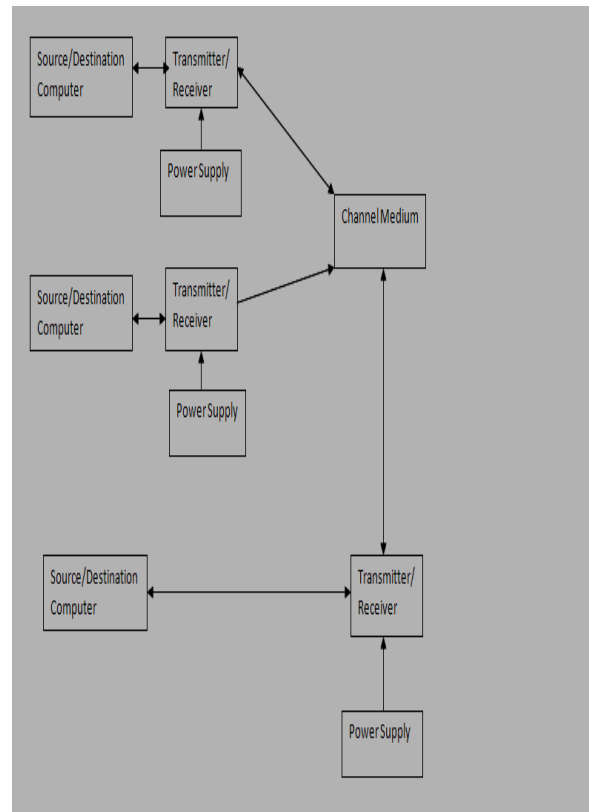 Source/Destination
Computer
Transmitter/
Receiver
Power Supply
Channel Medium
Source/Destination
Computer
Transmitter/
Receiver
Power Supply
Source/Destination
Computer
Transmitter/
Receiver
Power Supply